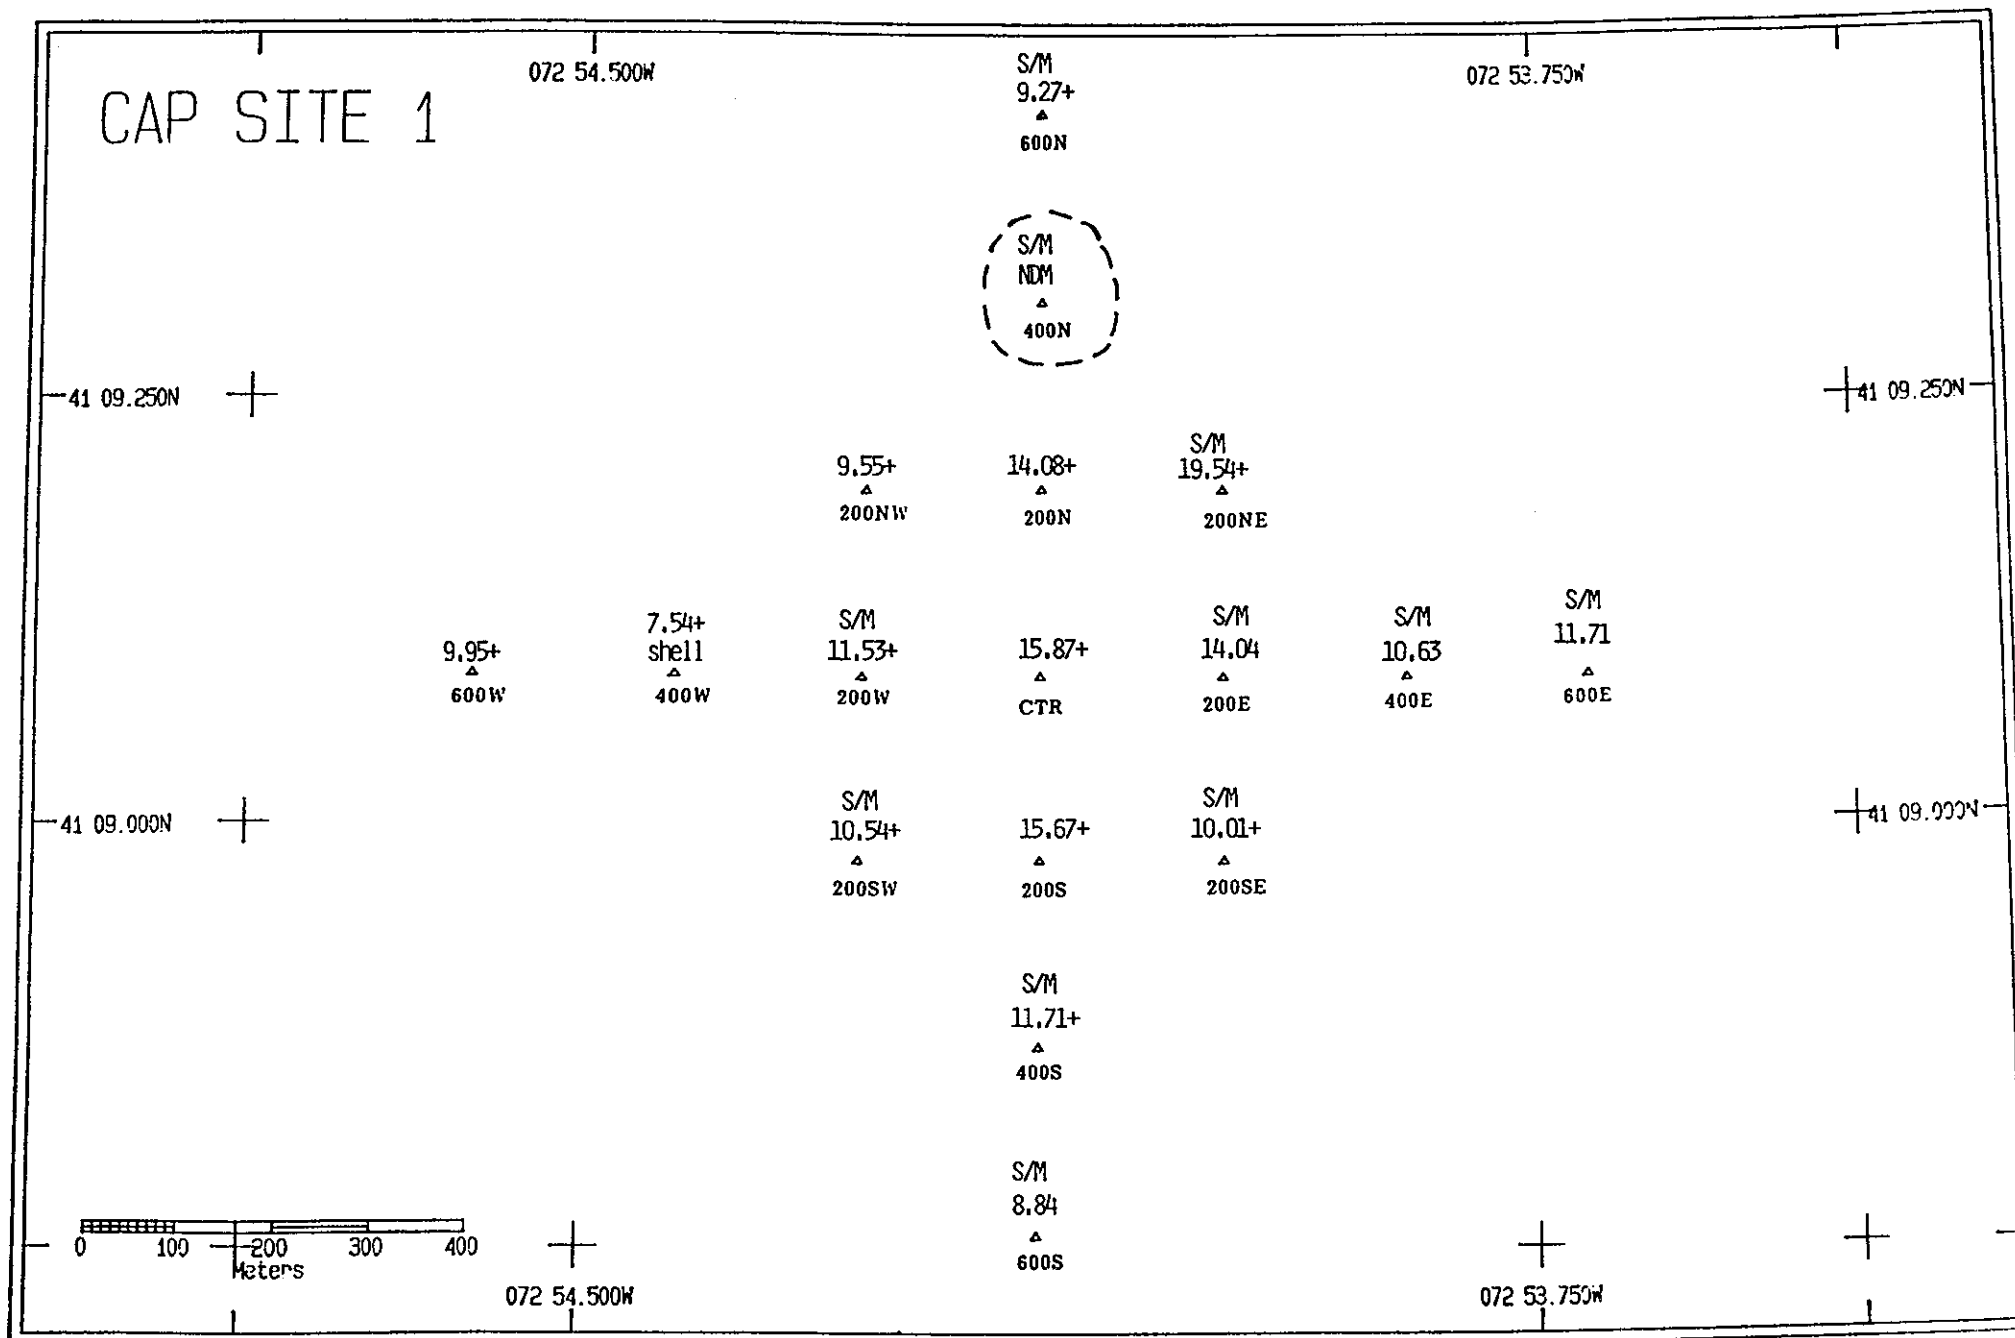 072 54.500W
S/M
072 53.750W
9.27+
CAP SITE 1
600N
S/M
NDM
400N
41 09.250N
41 09.250N
S/M
9.55+ 14.08+ 19.54+
200NW 200N 200NE
7.54+ S/M S/M S/M S/M
9.95+ shell 11.53+ 15.87+ 14.04 10.63 11.71
600W 400W 200W CTR 200E 400E 600E
S/M S/M
41 09.000N 10.54+ 15.67+ 10.01+ 41 09.000N
200SW 200S 200SE
S/M
11.71+
400S
S/M
8.84
600S
0 100 200 300 400
Meters
072 54.500W 072 53.750W